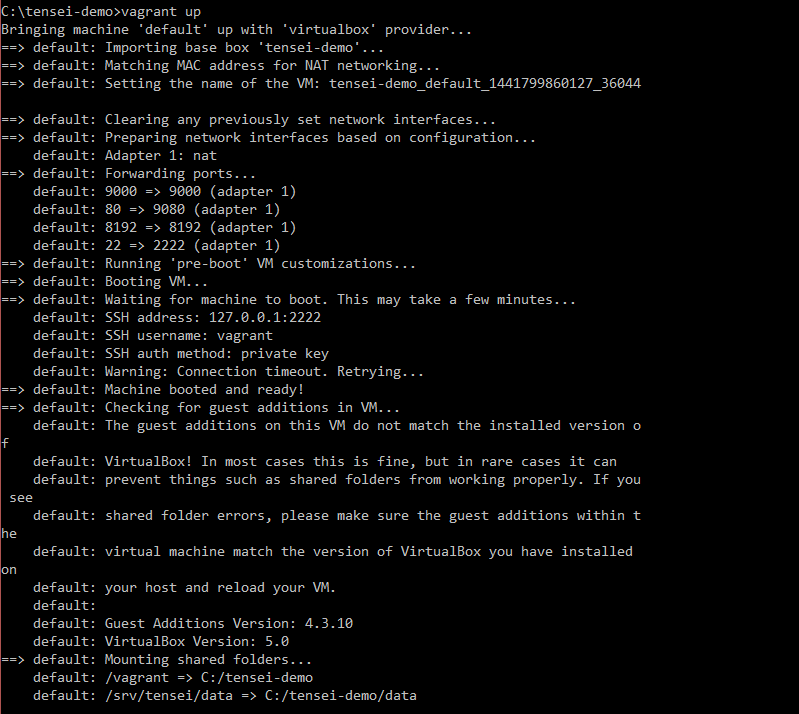 C:\tensei-demo>vagrant up
Bringing machine 'default' up with 'virtualbox' provider...
==> default: Importing base box 'tensei-demo'...
==> default: Matching MAC address for NAT networking...
==> default: Setting the name of the VM: tensei-demo_default_1441799860127_36044
==> default: Clearing any previously set network interfaces...
==> default: Preparing network interfaces based on configuration...
    default: Adapter 1: nat
==> default: Forwarding ports...
    default: 9000 => 9000 (adapter 1)
    default: 80 => 9080 (adapter 1)
    default: 8192 => 8192 (adapter 1)
    default: 22 => 2222 (adapter 1)
==> default: Running 'pre-boot' VM customizations...
==> default: Booting VM...
==> default: Waiting for machine to boot. This may take a few minutes...
    default: SSH address: 127.0.0.1:2222
    default: SSH username: vagrant
    default: SSH auth method: private key
    default: Warning: Connection timeout. Retrying...
==> default: Machine booted and ready!
==> default: Checking for guest additions in VM...
    default: The guest additions on this VM do not match the installed version o
f
    default: VirtualBox! In most cases this is fine, but in rare cases it can
    default: prevent things such as shared folders from working properly. If you
 see
    default: shared folder errors, please make sure the guest additions within t
he
    default: virtual machine match the version of VirtualBox you have installed
on
    default: your host and reload your VM.
    default:
    default: Guest Additions Version: 4.3.10
    default: VirtualBox Version: 5.0
==> default: Mounting shared folders...
    default: /vagrant => C:/tensei-demo
    default: /srv/tensei/data => C:/tensei-demo/data